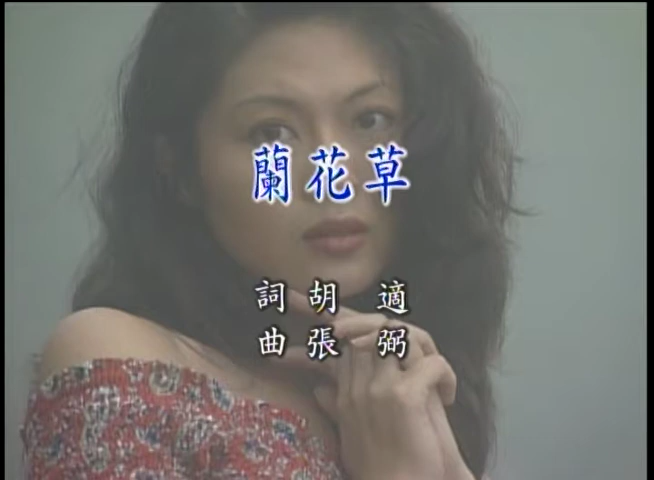 蘭花草
詞 胡 適
曲 張 弼